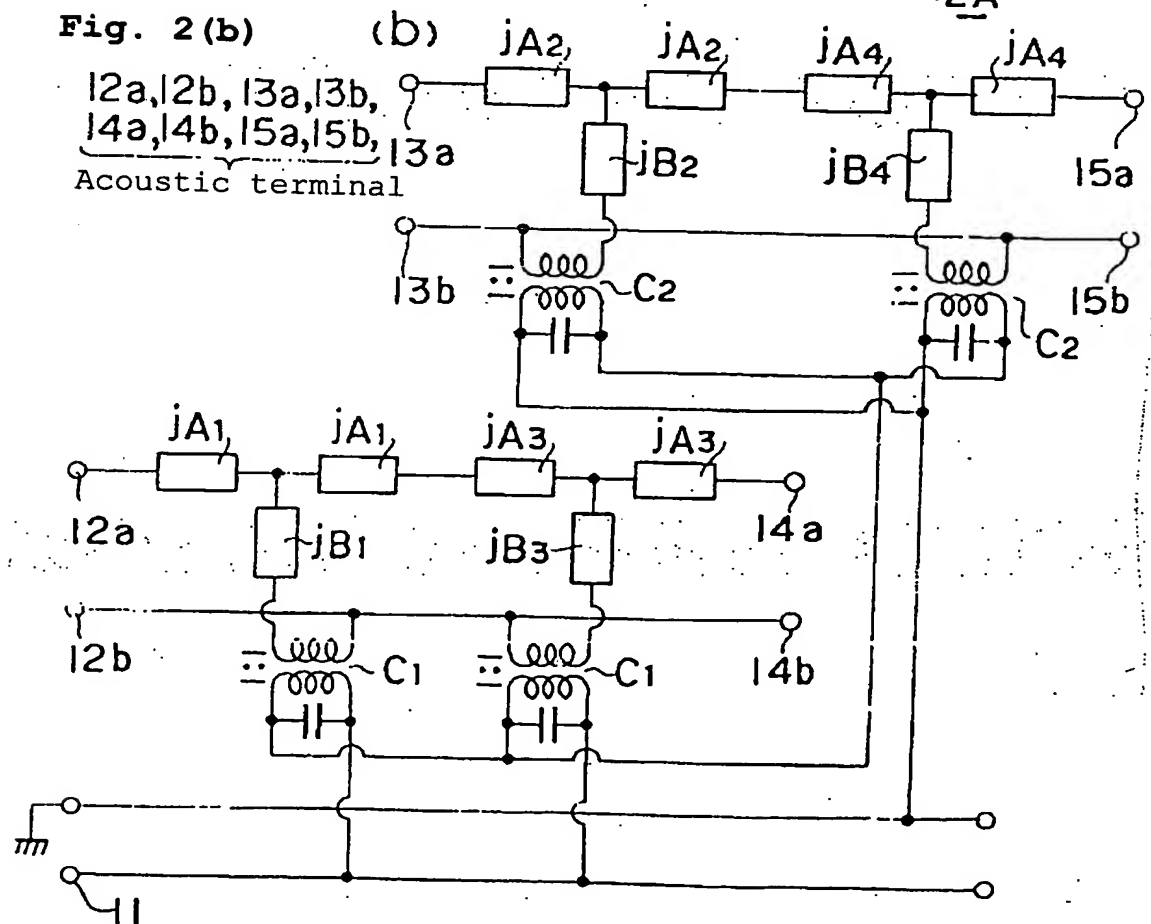 2A
Fig. 2(b) (b)
12a,12b,13a,13b,
14a,14b,15a,15b,
Acoustic terminal
jA2 jA2 jA4 jA4
13a
jB2 jB4
15a
13b
C2
15b
C2
jA1 jA1 jA3 jA3
12a
14a
jB1 jB3
12b
C1
C1
14b
11